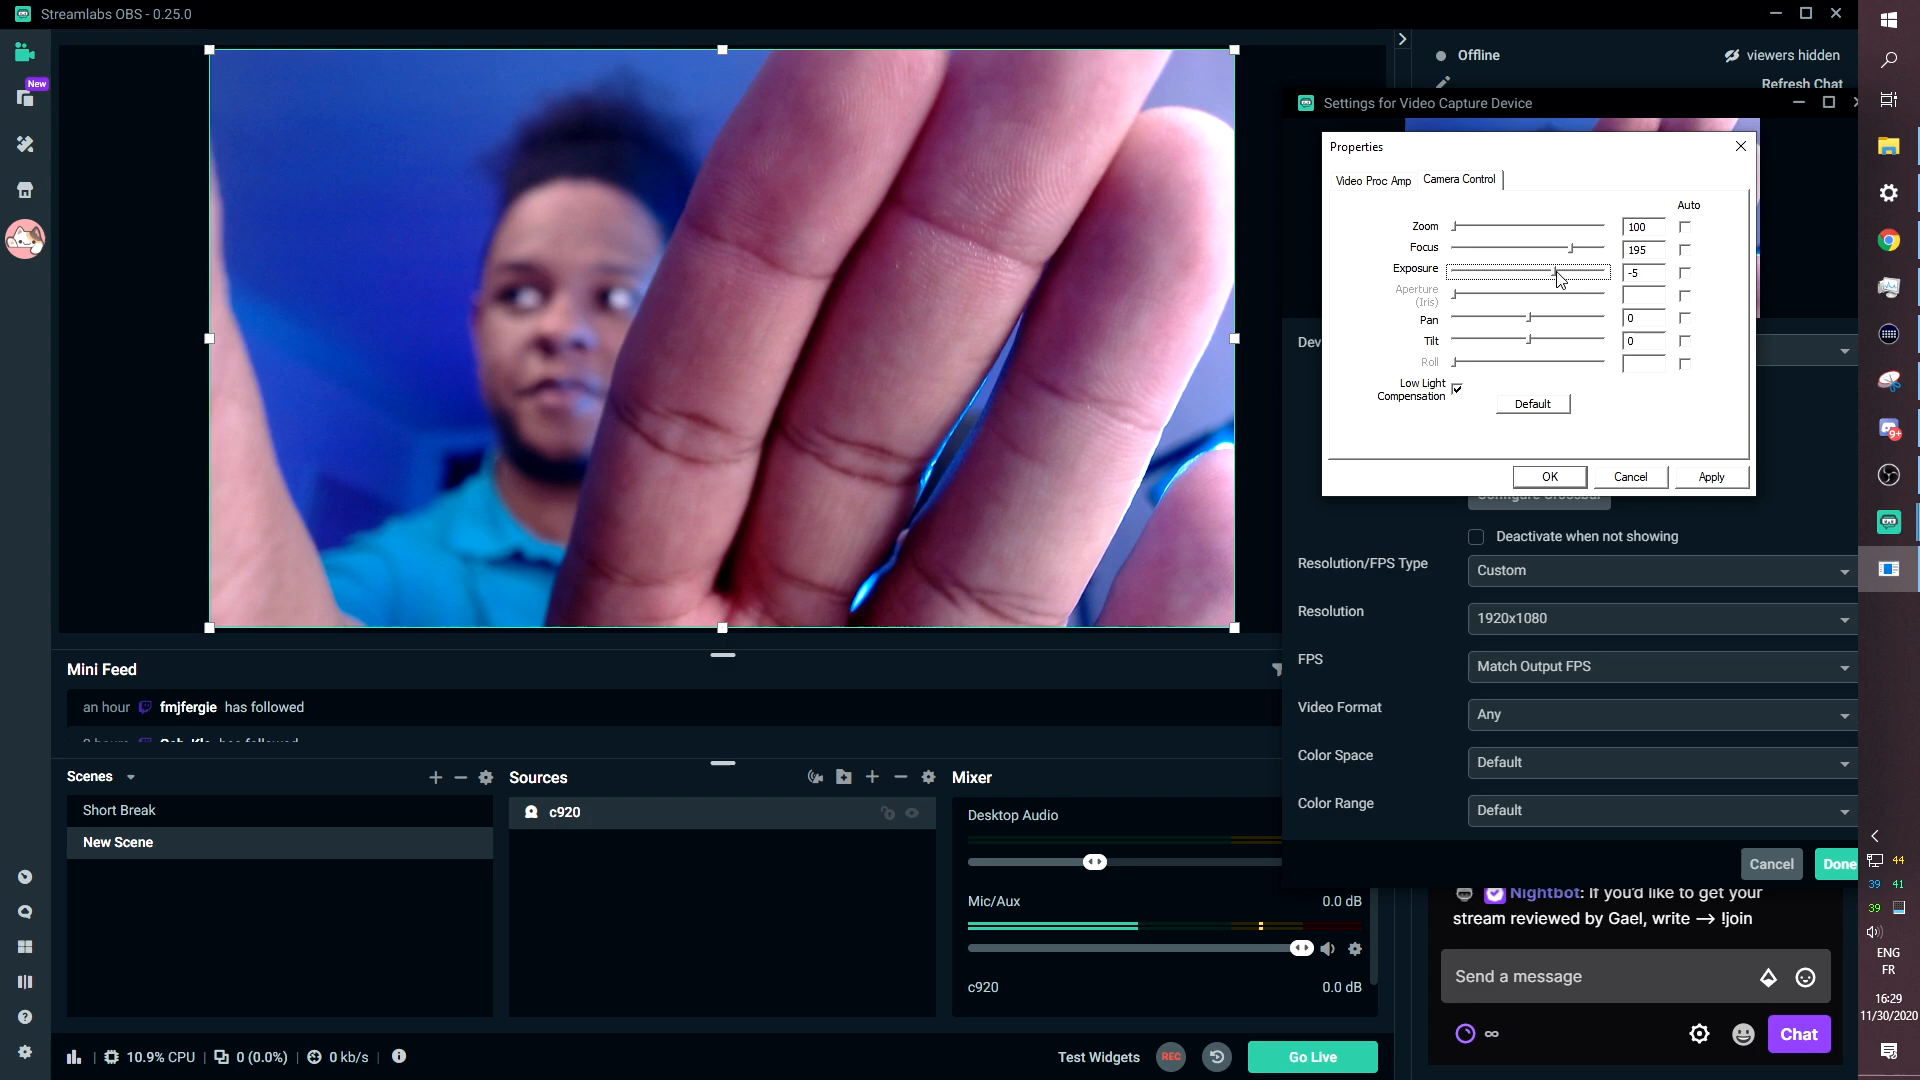 Streamlabs OBS - 0.25.0
New
Offline
viewers hidden
Refresh Chat
Settings for Video Capture Device
Properties
Video Proc Amp
Camera Control
Auto
Zoom
100
Focus
195
Exposure
-5
Aperture
(Iris)
Pan
0
Tilt
0
Roll
Low Light
Compensation
Default
OK
Cancel
Apply
Dev
Deactivate when not showing
Resolution/FPS Type
Custom
Resolution
1920x1080
FPS
Match Output FPS
Video Format
Any
Color Space
Default
Color Range
Default
Cancel
Done
Mini Feed
an hour
fmjfergie has followed
Scenes
Short Break
New Scene
Sources
c920
Mixer
Desktop Audio
Mic/Aux
0.0 dB
c920
0.0 dB
Nightbot: If you'd like to get your
stream reviewed by Gael, write → !join
Send a message
∞
Chat
10.9% CPU
0 (0.0%)
0 kb/s
Test Widgets
REC
Go Live
9+
44
39 41
39
ENG
FR
16:29
11/30/2020